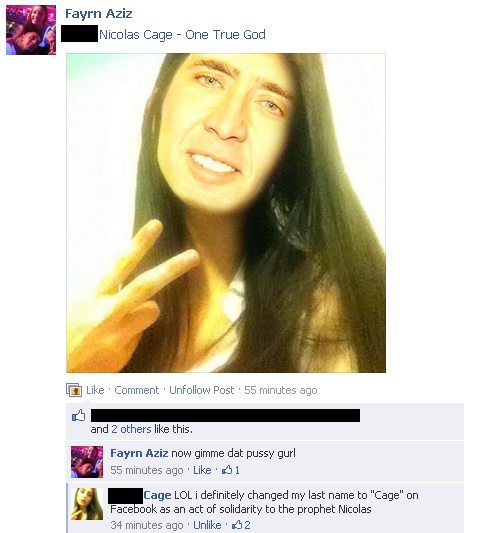 Fayrn Aziz
Nicolas Cage - One True God
Like · Comment · Unfollow Post · 55 minutes ago
and 2 others like this.
Fayrn Aziz now gimme dat pussy gurl
55 minutes ago · Like · 1
Cage LOL i definitely changed my last name to "Cage" on
Facebook as an act of solidarity to the prophet Nicolas
34 minutes ago · Unlike · 2